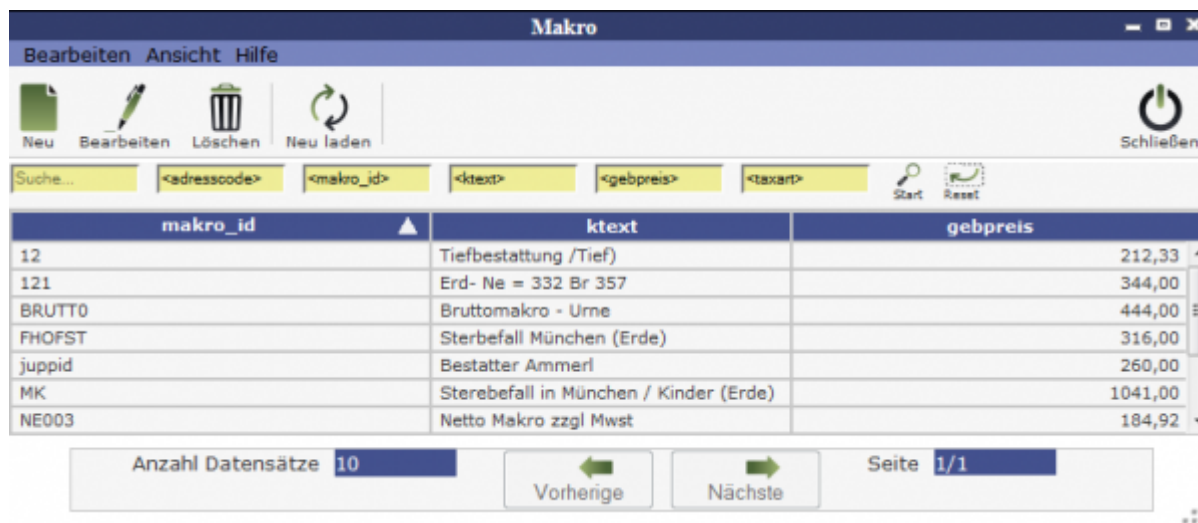 Makro
Bearbeiten Ansicht Hilfe
Neu Bearbeiten Löschen Neu laden Schließen
Suche... <adresscode> <makro_id> <ktext> <gebpreis> <taxart> Start Reset
makro_id ktext gebpreis
12 Tiefbestattung /Tief) 212,33
121 Erd- Ne = 332 Br 357 344,00
BRUTTO Bruttomakro - Urne 444,00
FHOFST Sterbefall München (Erde) 316,00
juppid Bestatter Ammerl 260,00
MK Sterebefall in München / Kinder (Erde) 1041,00
NE003 Netto Makro zzgl Mwst 184,92
Anzahl Datensätze 10 Vorherige Nächste Seite 1/1